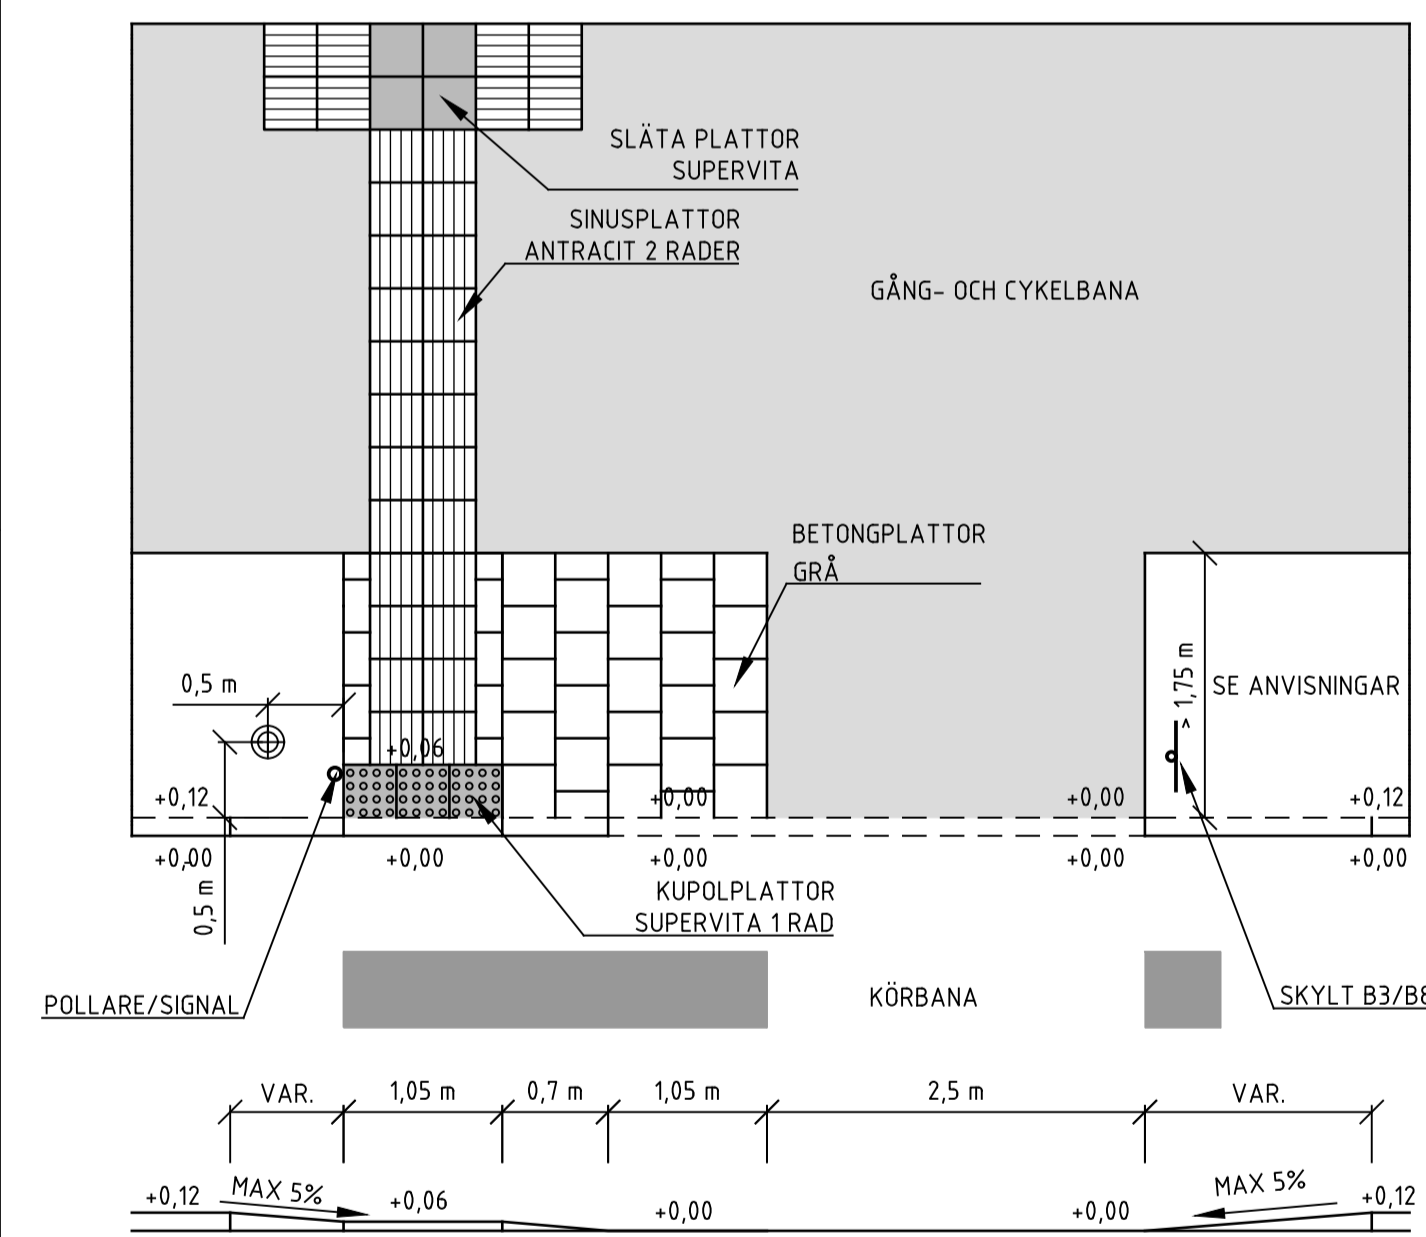 SLÄTA PLATTOR
SUPERVITA
SINUSPLATTOR
ANTRACIT 2 RADER
GÅNG- OCH CYKELBANA
BETONGPLATTOR
GRÅ
0,5 m
> 1,75 m
SE ANVISNINGAR
+0,06
+0,12
+0,00
+0,00
+0,12
+0,00
+0,00
+0,00
+0,00
+0,00
0,5 m
KUPOLPLATTOR
SUPERVITA 1 RAD
POLLARE/SIGNAL
KÖRBANA
SKYLT B3/B8
VAR.
1,05 m
0,7 m
1,05 m
2,5 m
VAR.
+0,12
MAX 5%
+0,06
+0,00
+0,00
MAX 5%
+0,12